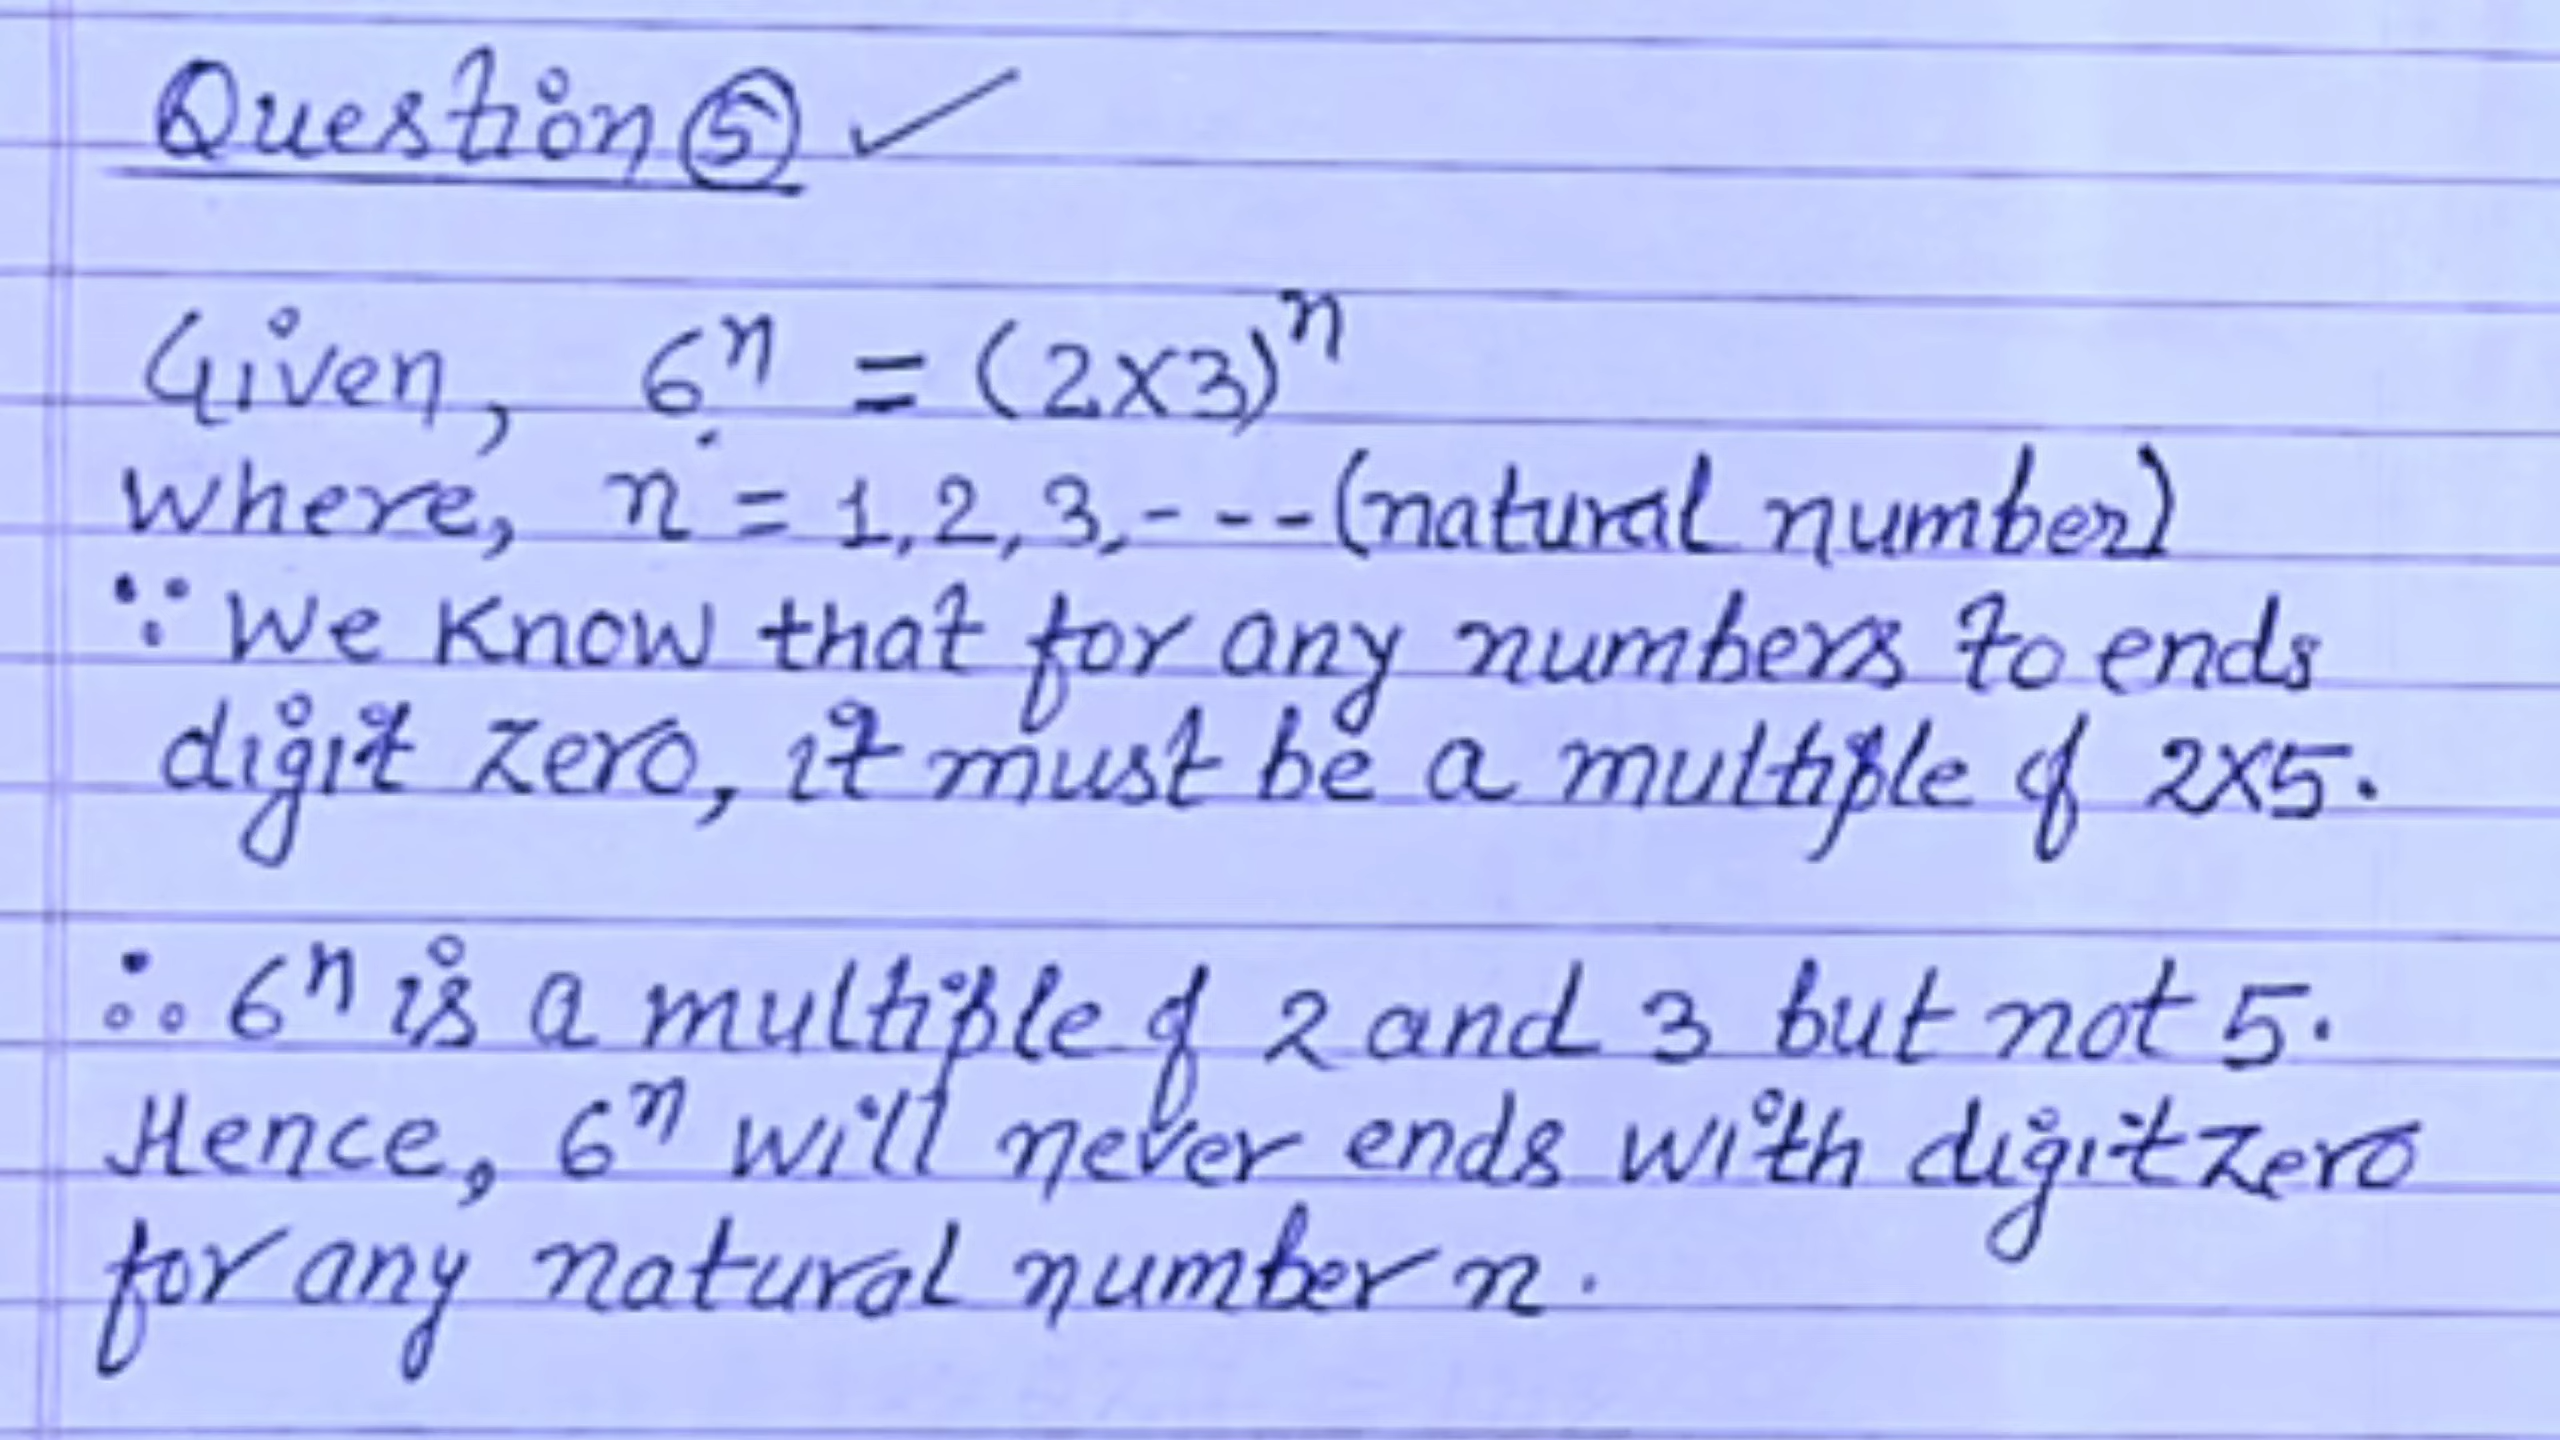 Question ⑤ ✓
Given, 6ⁿ = (2×3)ⁿ
where, n = 1,2,3,---(natural number)
∵ We Know that for any numbers to ends
digit zero, it must be a multiple of 2×5.
∴ 6ⁿ is a multiple of 2 and 3 but not 5.
Hence, 6ⁿ will never ends with digit zero
for any natural number n.